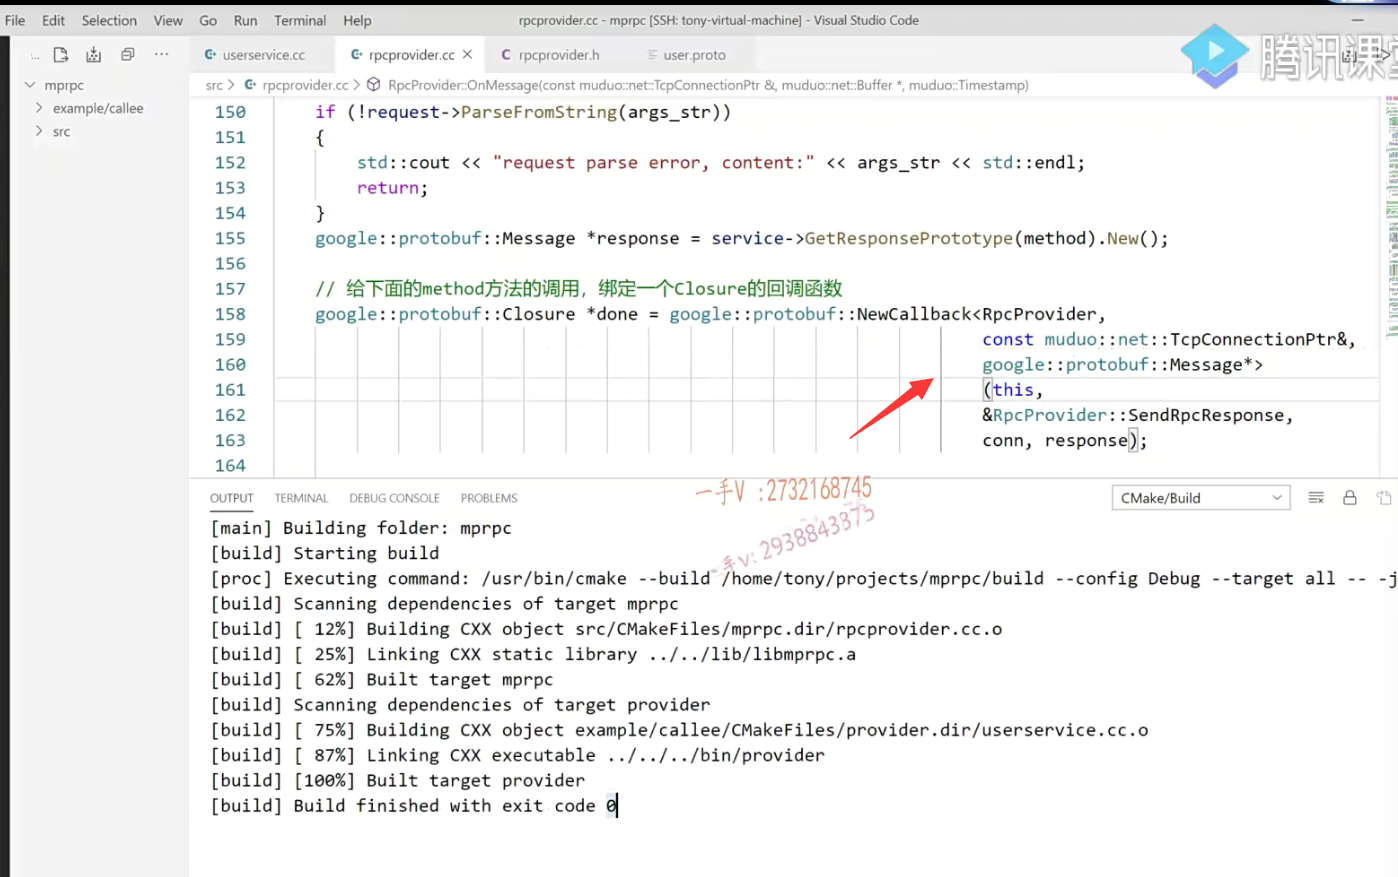 File Edit Selection View Go Run Terminal Help rpcprovider.cc - mprpc [SSH: tony-virtual-machine] - Visual Studio Code
userservice.cc rpcprovider.cc rpcprovider.h user.proto
腾讯课堂
mprpc
example/callee
src
src > rpcprovider.cc > RpcProvider::OnMessage(const muduo::net::TcpConnectionPtr &, muduo::net::Buffer *, muduo::Timestamp)
150 if (!request->ParseFromString(args_str))
151 {
152 std::cout << "request parse error, content:" << args_str << std::endl;
153 return;
154 }
155 google::protobuf::Message *response = service->GetResponsePrototype(method).New();
156
157 // 给下面的method方法的调用，绑定一个Closure的回调函数
158 google::protobuf::Closure *done = google::protobuf::NewCallback<RpcProvider,
159 const muduo::net::TcpConnectionPtr&,
160 google::protobuf::Message*>
161 (this,
162 &RpcProvider::SendRpcResponse,
163 conn, response);
164
一手V :2732168745
一手v: 2938843375
OUTPUT TERMINAL DEBUG CONSOLE PROBLEMS CMake/Build
[main] Building folder: mprpc
[build] Starting build
[proc] Executing command: /usr/bin/cmake --build /home/tony/projects/mprpc/build --config Debug --target all -- -j
[build] Scanning dependencies of target mprpc
[build] [ 12%] Building CXX object src/CMakeFiles/mprpc.dir/rpcprovider.cc.o
[build] [ 25%] Linking CXX static library ../../lib/libmprpc.a
[build] [ 62%] Built target mprpc
[build] Scanning dependencies of target provider
[build] [ 75%] Building CXX object example/callee/CMakeFiles/provider.dir/userservice.cc.o
[build] [ 87%] Linking CXX executable ../../../bin/provider
[build] [100%] Built target provider
[build] Build finished with exit code 0